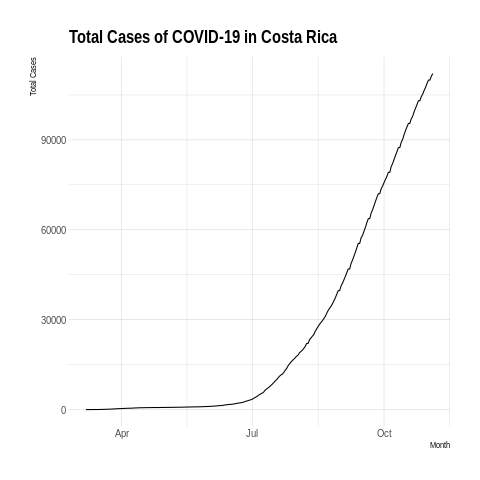 Total Cases of COVID-19 in Costa Rica
Total Cases
90000
60000
30000
0
Apr Jul Oct
Month